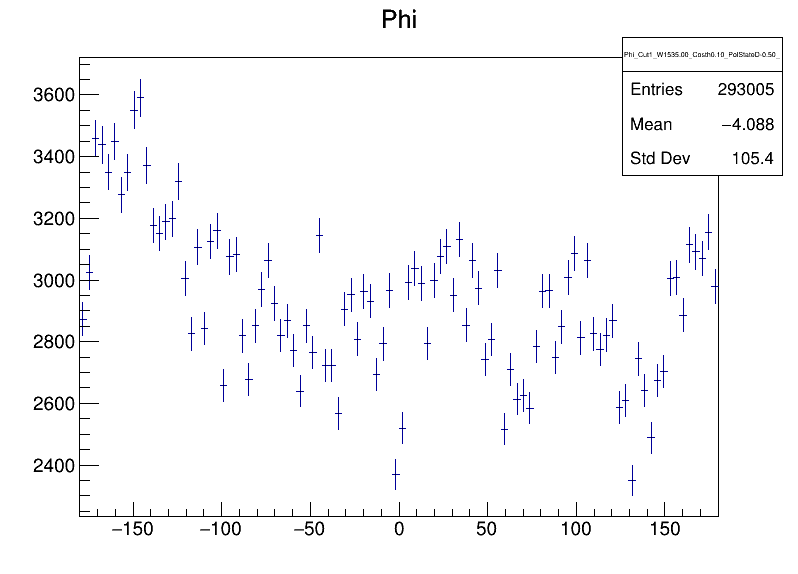 Phi
Phi_Cut1_W1535.00_Costh0.10_PolStateD-0.50_
Entries 293005
Mean −4.088
Std Dev 105.4
3600
3400
3200
3000
2800
2600
2400
−150 −100 −50 0 50 100 150